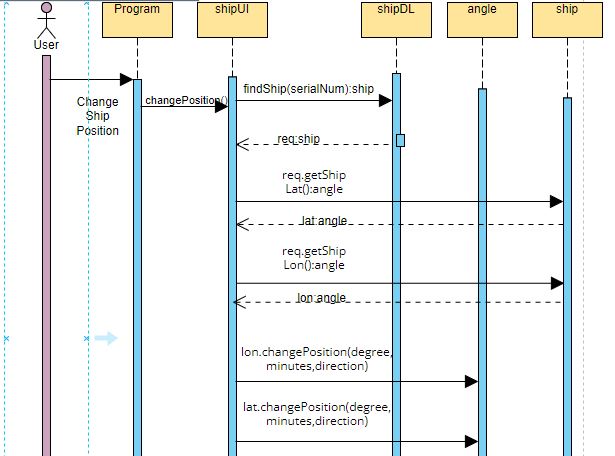 Program
shipUI
shipDL
angle
ship
User
Change
Ship
Position
changePosition()
findShip(serialNum):ship
req:ship
req.getShip
Lat():angle
lat:angle
req.getShip
Lon():angle
lon:angle
lon.changePosition(degree,
minutes,direction)
lat.changePosition(degree,
minutes,direction)